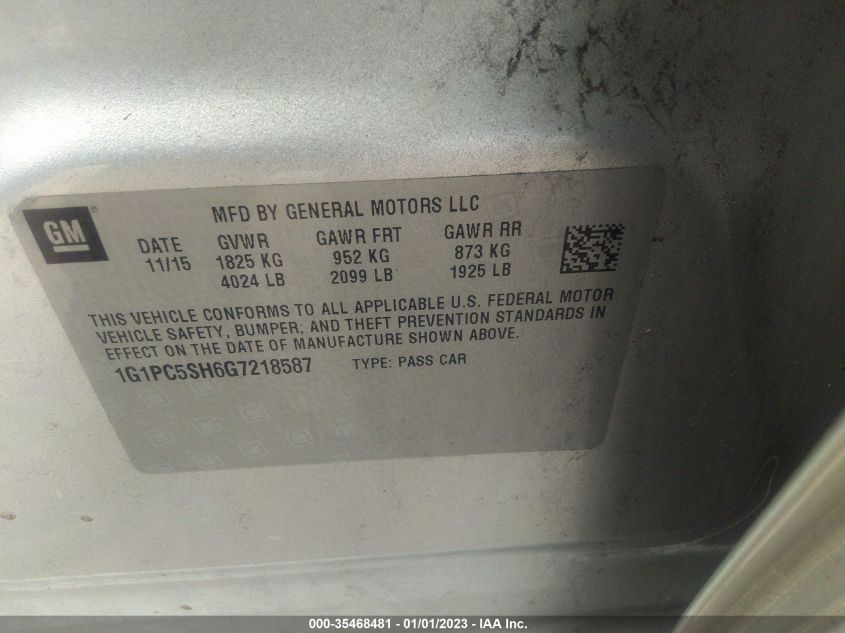 GM
MFD BY GENERAL MOTORS LLC
DATE GVWR GAWR FRT GAWR RR
11/15 1825 KG 952 KG 873 KG
4024 LB 2099 LB 1925 LB
THIS VEHICLE CONFORMS TO ALL APPLICABLE U.S. FEDERAL MOTOR
VEHICLE SAFETY, BUMPER, AND THEFT PREVENTION STANDARDS IN
EFFECT ON THE DATE OF MANUFACTURE SHOWN ABOVE.
1G1PC5SH6G7218587 TYPE: PASS CAR
000-35468481 - 01/01/2023 - IAA Inc.